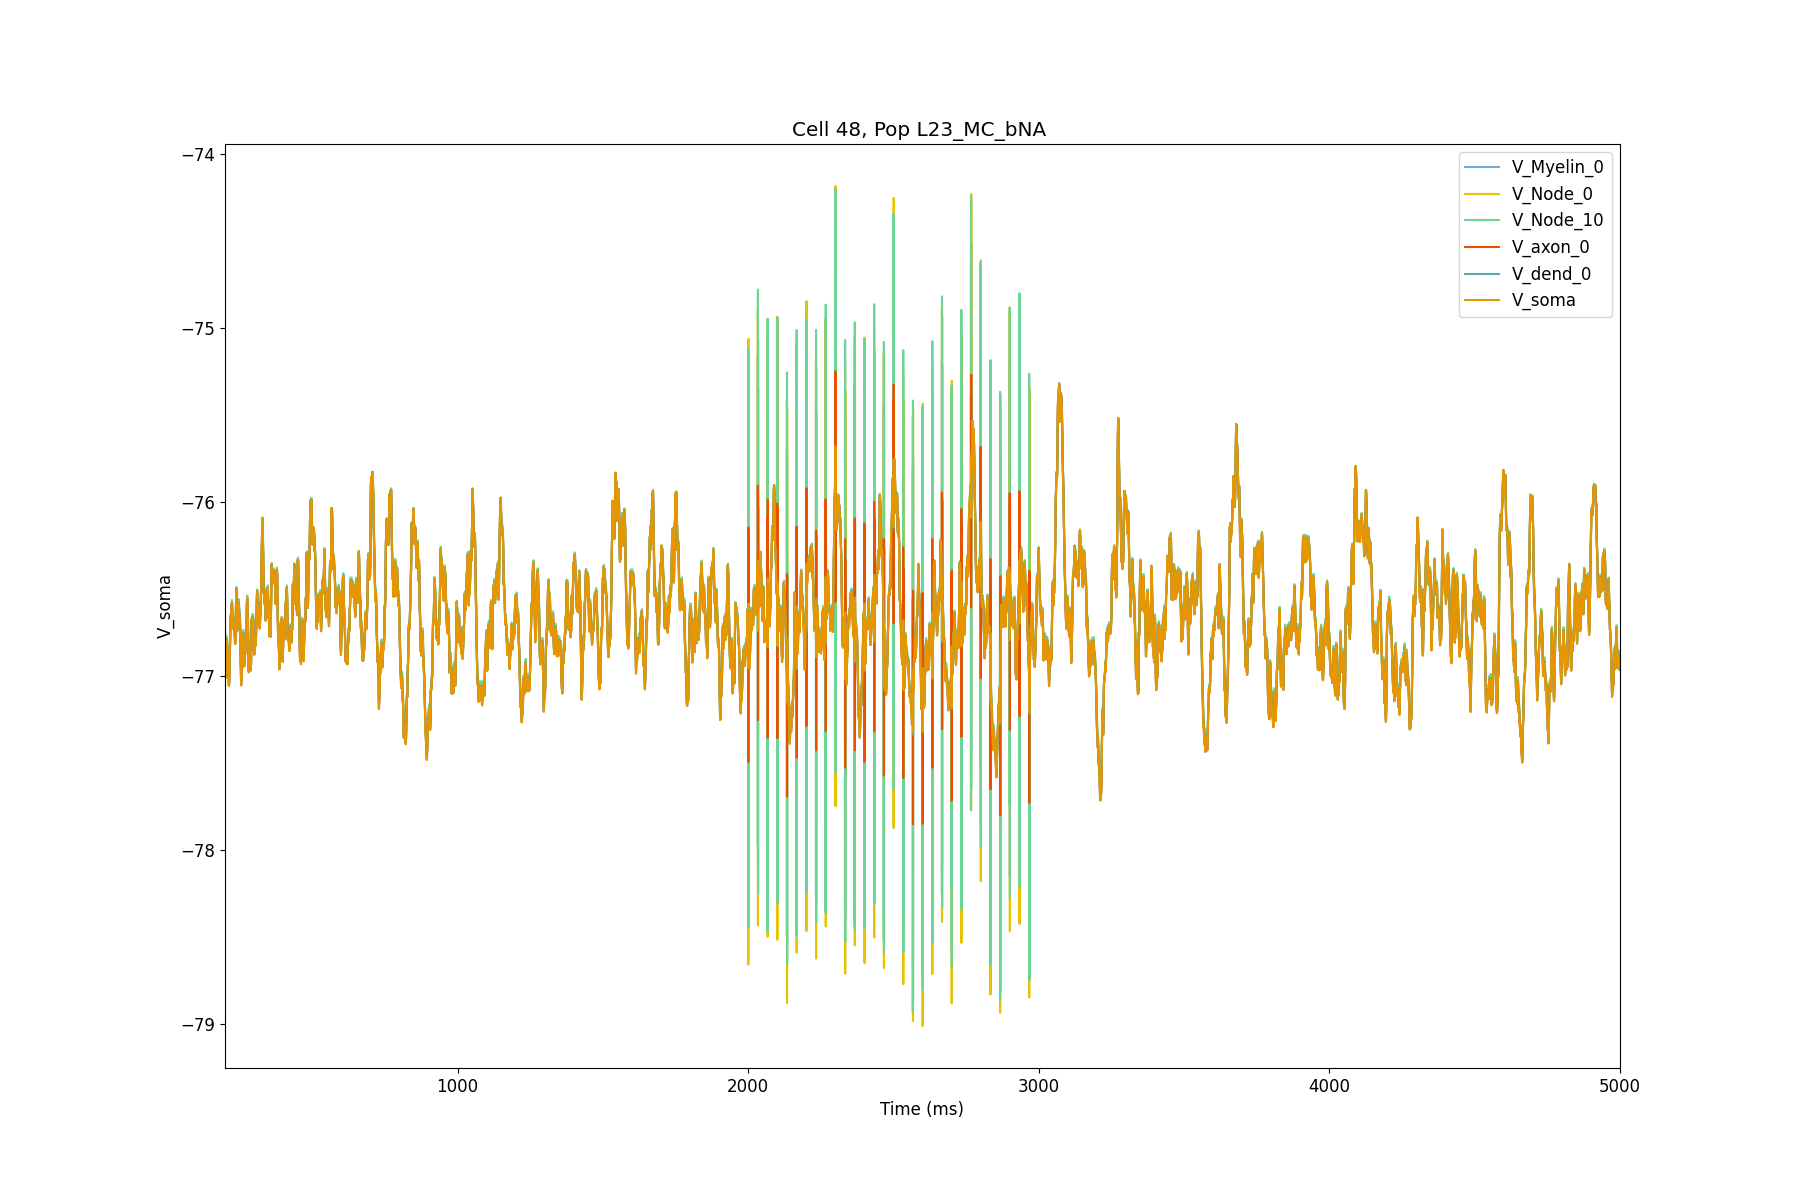 Cell 48, Pop L23_MC_bNA
−74
−75
−76
−77
−78
−79
V_soma
1000
2000
3000
4000
5000
Time (ms)
V_Myelin_0
V_Node_0
V_Node_10
V_axon_0
V_dend_0
V_soma